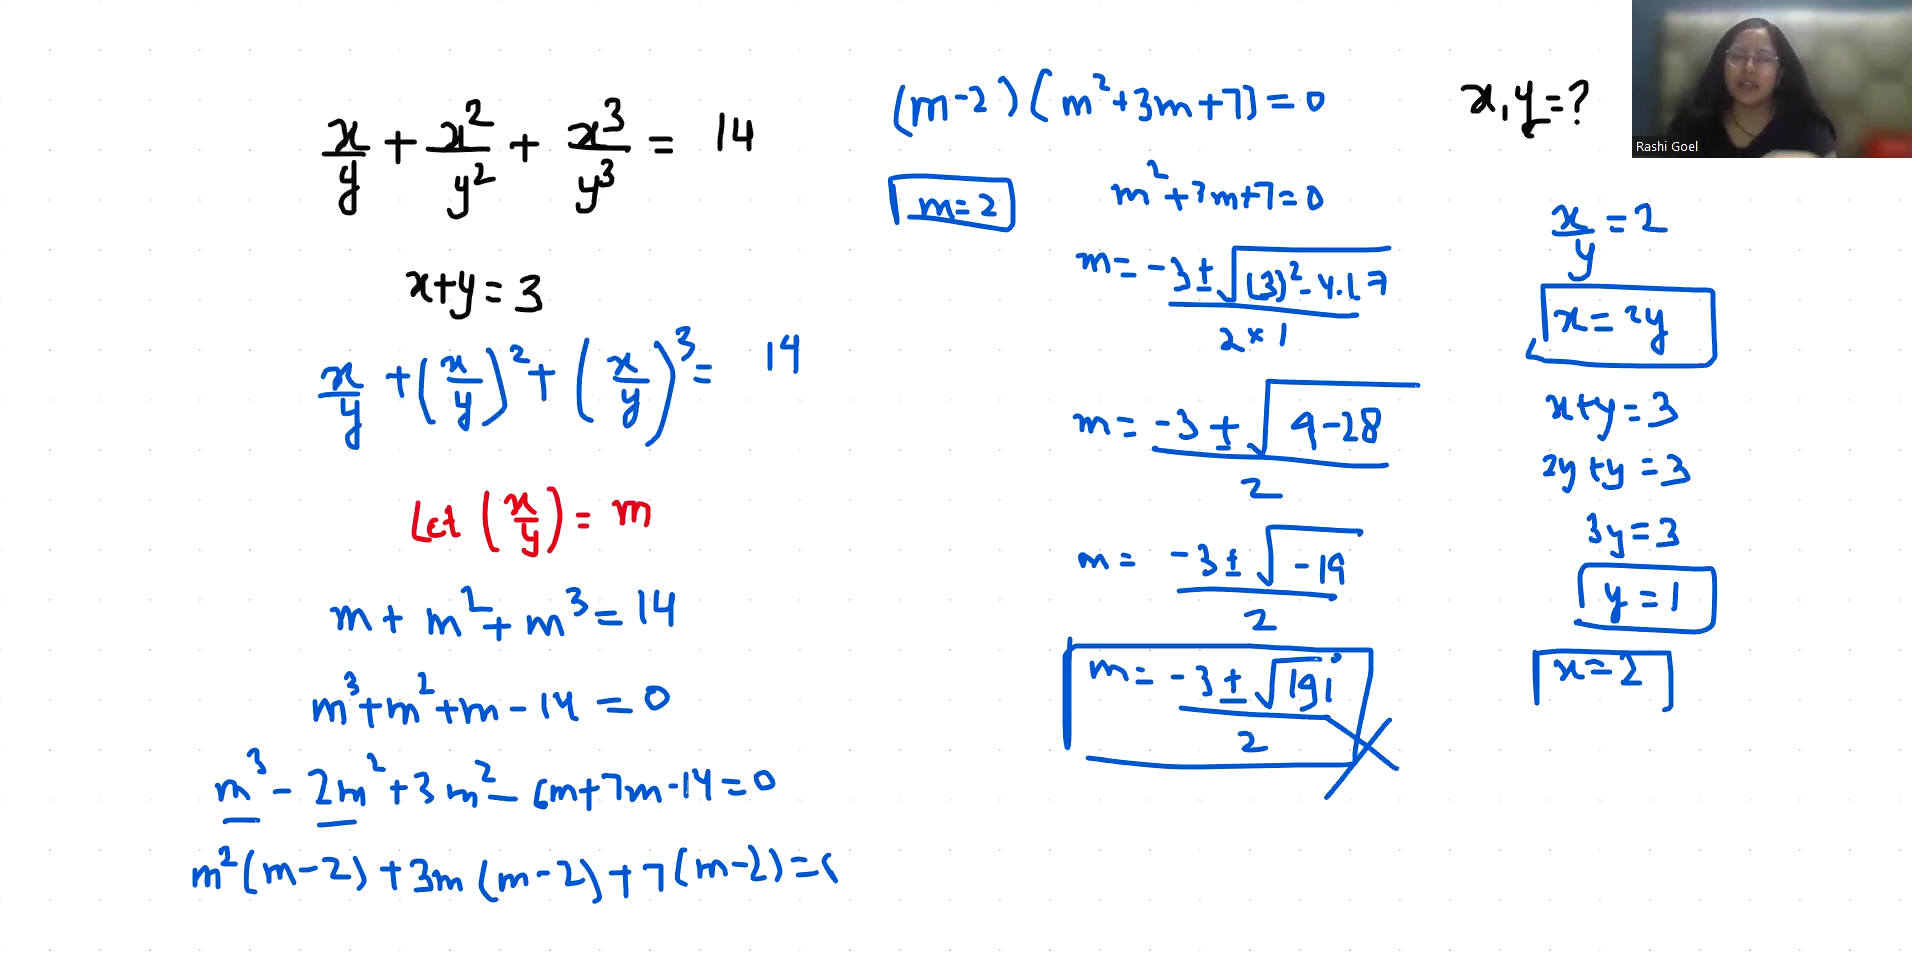 x/y + x²/y² + x³/y³ = 14
x+y = 3
x/y + (x/y)² + (x/y)³ = 14
Let (x/y) = m
m + m² + m³ = 14
m³+m²+m-14 = 0
m³-2m²+3m²-6m+7m-14=0
m²(m-2)+3m(m-2)+7(m-2)=0
(m-2)(m²+3m+7)=0
m=2
m²+3m+7=0
m= (-3±√((3)²-4.1.7))/(2×1)
m= (-3±√(9-28))/2
m= (-3±√(-19))/2
m= (-3±√19i)/2
x,y=?
Rashi Goel
x/y=2
x=2y
x+y=3
2y+y=3
3y=3
y=1
x=2